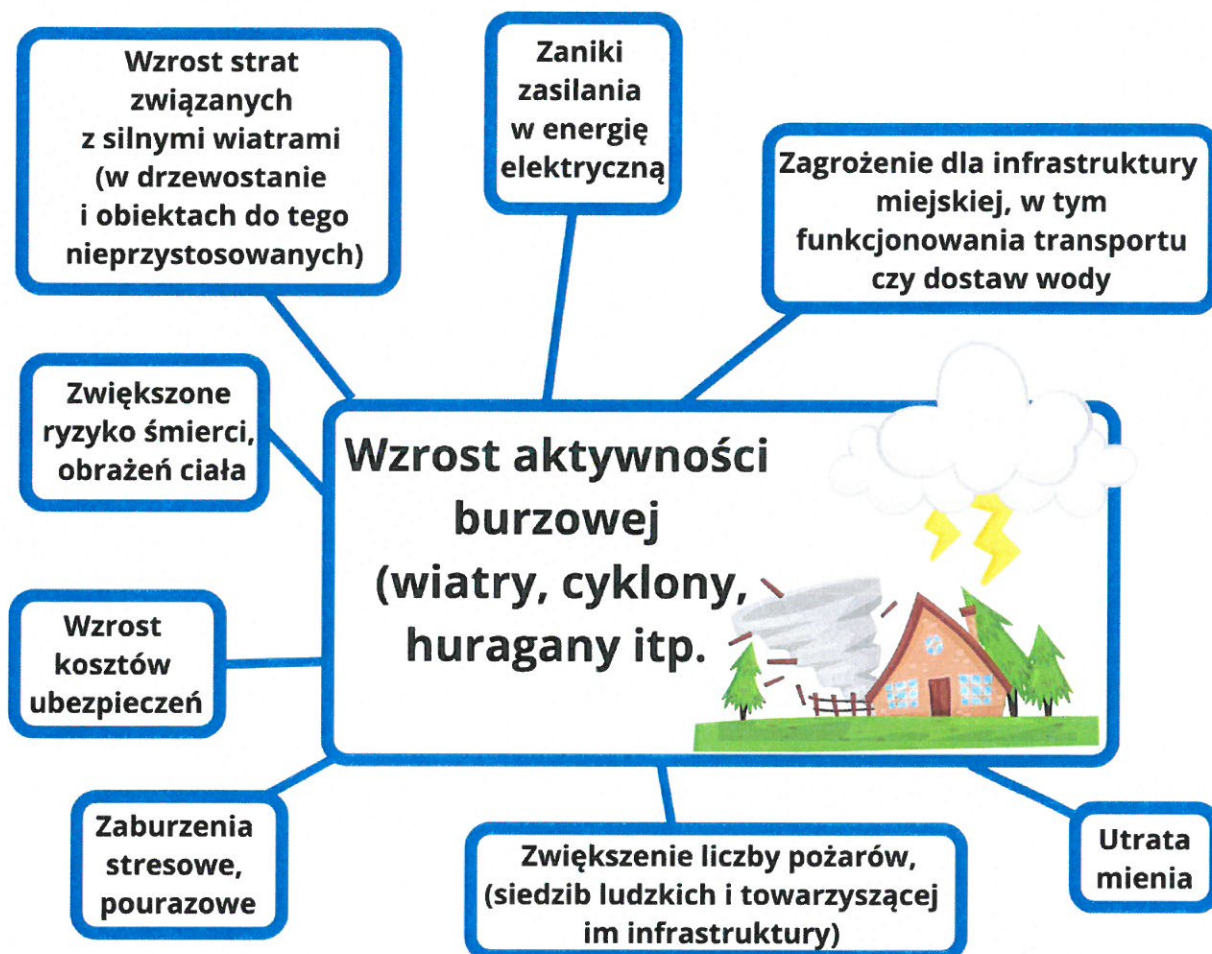 Wzrost strat
związanych
z silnymi wiatrami
(w drzewostanie
i obiektach do tego
nieprzystosowanych)
Zaniki
zasilania
w energię
elektryczną
Zagrożenie dla infrastruktury
miejskiej, w tym
funkcjonowania transportu
czy dostaw wody
Zwiększone
ryzyko śmierci,
obrażeń ciała
Wzrost aktywności
burzowej
(wiatry, cyklony,
huragany itp.
Wzrost
kosztów
ubezpieczeń
Zaburzenia
stresowe,
pourazowe
Zwiększenie liczby pożarów,
(siedzib ludzkich i towarzyszącej
im infrastruktury)
Utrata
mienia